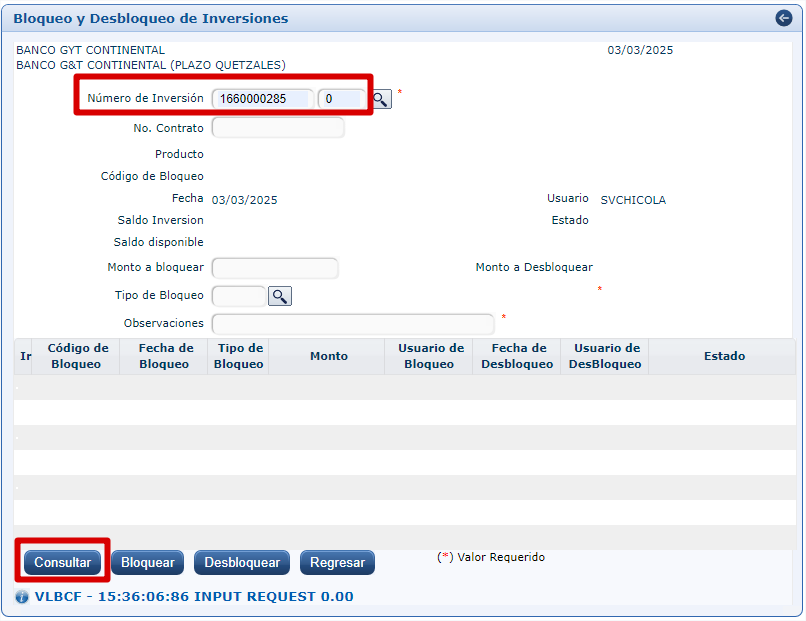 Bloqueo y Desbloqueo de Inversiones
BANCO GYT CONTINENTAL 03/03/2025
BANCO G&T CONTINENTAL (PLAZO QUETZALES)
Número de Inversión 1660000285 0 *
No. Contrato
Producto
Código de Bloqueo
Fecha 03/03/2025 Usuario SVCHICOLA
Saldo Inversion Estado
Saldo disponible
Monto a bloquear Monto a Desbloquear
Tipo de Bloqueo *
Observaciones *
Ir Código de Bloqueo Fecha de Bloqueo Tipo de Bloqueo Monto Usuario de Bloqueo Fecha de Desbloqueo Usuario de DesBloqueo Estado
Consultar Bloquear Desbloquear Regresar (*) Valor Requerido
VLBCF - 15:36:06:86 INPUT REQUEST 0.00